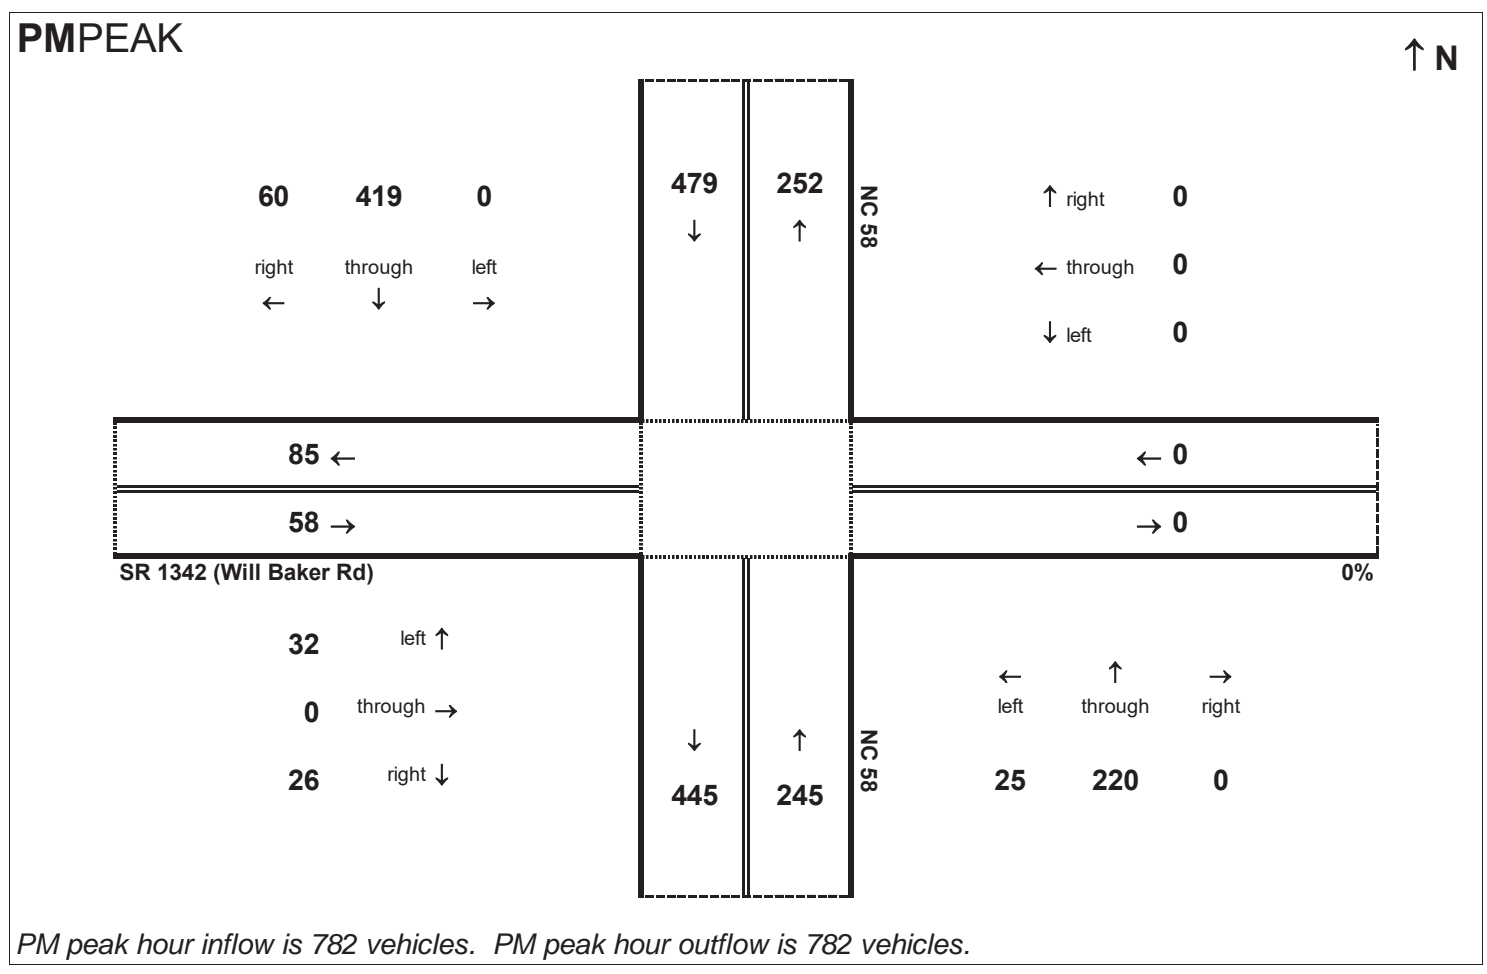 PMPEAK
↑ N
479 252
60 419 0
↑ right 0
NC 58
↓ ↑
right through left
← through 0
← ↓ →
↓ left 0
85 ←
← 0
58 →
→ 0
SR 1342 (Will Baker Rd)
0%
32 left ↑
0 through →
26 right ↓
← ↑ →
left through right
↓ ↑
NC 58
445 245
25 220 0
PM peak hour inflow is 782 vehicles. PM peak hour outflow is 782 vehicles.